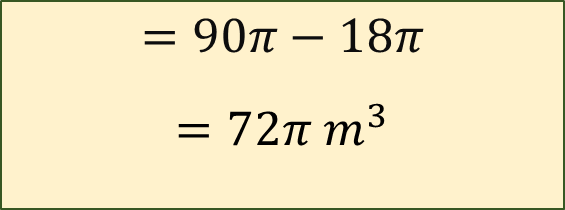 = 90π − 18π
= 72π m³